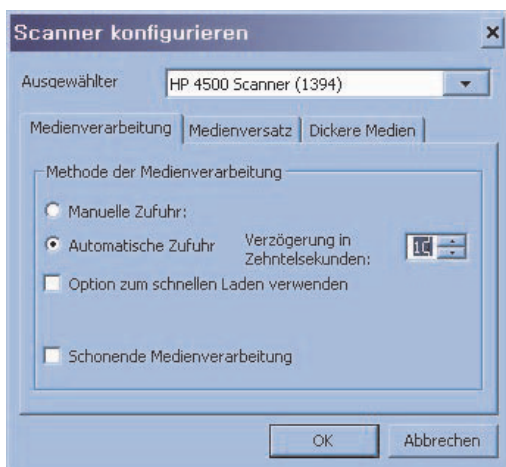 Scanner konfigurieren
Ausgewählter HP 4500 Scanner (1394)
Medienverarbeitung Medienversatz Dickere Medien
Methode der Medienverarbeitung
Manuelle Zufuhr:
Automatische Zufuhr
Verzögerung in
Zehntelsekunden:
Option zum schnellen Laden verwenden
Schonende Medienverarbeitung
OK Abbrechen